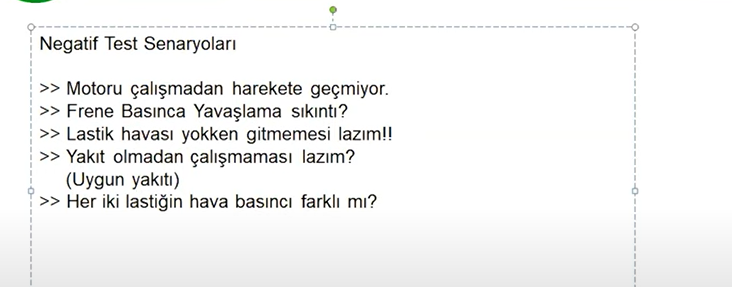 Negatif Test Senaryoları
>> Motoru çalışmadan harekete geçmiyor.
>> Frene Basınca Yavaşlama sıkıntı?
>> Lastik havası yokken gitmemesi lazım!!
>> Yakıt olmadan çalışmaması lazım?
(Uygun yakıtı)
>> Her iki lastiğin hava basıncı farklı mı?